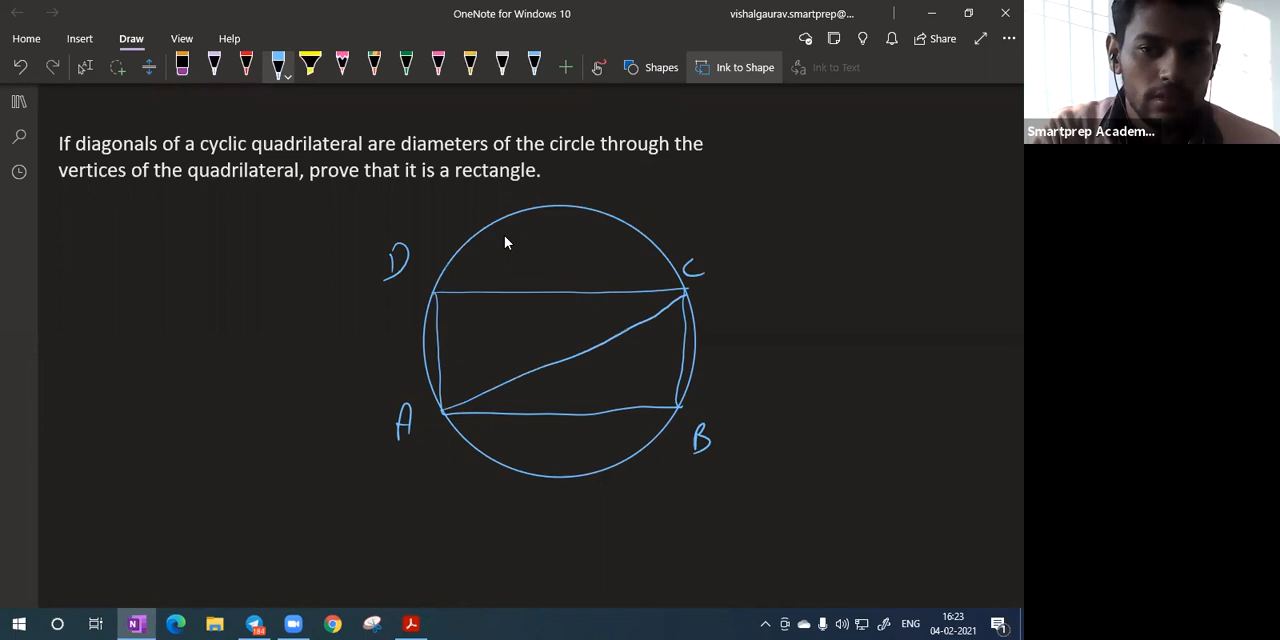 OneNote for Windows 10
vishalgaurav.smartprep@...
Home Insert Draw View Help
Share
Shapes
Ink to Shape
Ink to Text
Smartprep Academ...
If diagonals of a cyclic quadrilateral are diameters of the circle through the
vertices of the quadrilateral, prove that it is a rectangle.
D
C
A
B
184
N
ENG
16:23
04-02-2021
1